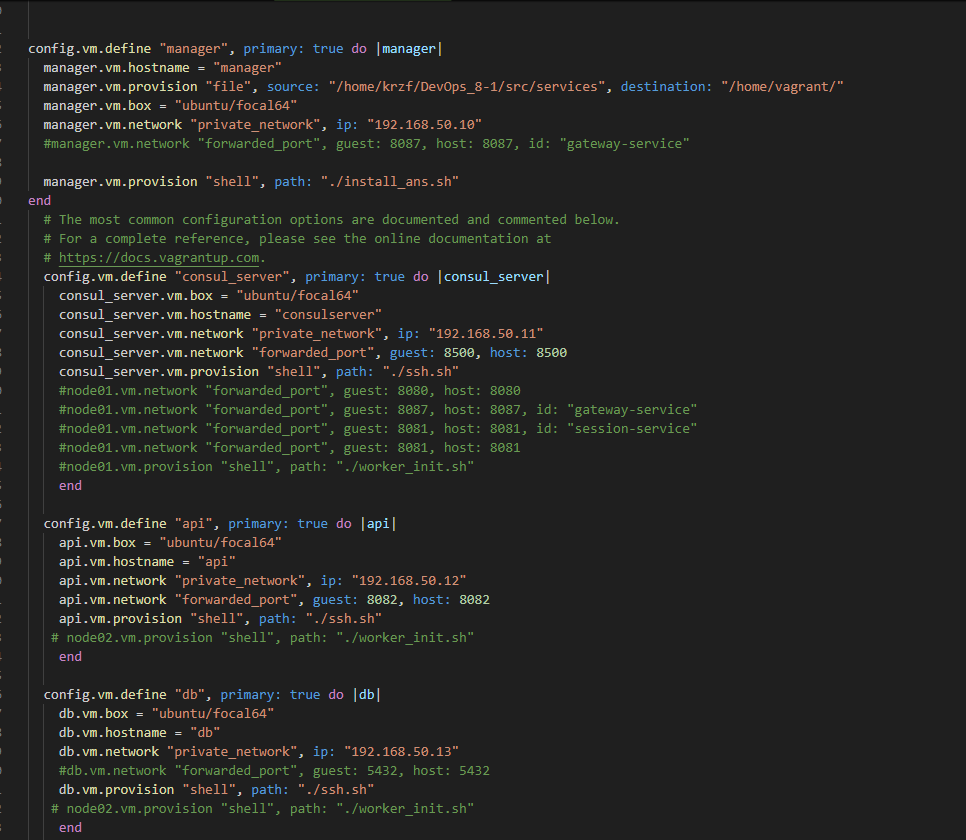 config.vm.define "manager", primary: true do |manager|
manager.vm.hostname = "manager"
manager.vm.provision "file", source: "/home/krzf/DevOps_8-1/src/services", destination: "/home/vagrant/"
manager.vm.box = "ubuntu/focal64"
manager.vm.network "private_network", ip: "192.168.50.10"
#manager.vm.network "forwarded_port", guest: 8087, host: 8087, id: "gateway-service"
manager.vm.provision "shell", path: "./install_ans.sh"
end
# The most common configuration options are documented and commented below.
# For a complete reference, please see the online documentation at
# https://docs.vagrantup.com.
config.vm.define "consul_server", primary: true do |consul_server|
consul_server.vm.box = "ubuntu/focal64"
consul_server.vm.hostname = "consulserver"
consul_server.vm.network "private_network", ip: "192.168.50.11"
consul_server.vm.network "forwarded_port", guest: 8500, host: 8500
consul_server.vm.provision "shell", path: "./ssh.sh"
#node01.vm.network "forwarded_port", guest: 8080, host: 8080
#node01.vm.network "forwarded_port", guest: 8087, host: 8087, id: "gateway-service"
#node01.vm.network "forwarded_port", guest: 8081, host: 8081, id: "session-service"
#node01.vm.network "forwarded_port", guest: 8081, host: 8081
#node01.vm.provision "shell", path: "./worker_init.sh"
end
config.vm.define "api", primary: true do |api|
api.vm.box = "ubuntu/focal64"
api.vm.hostname = "api"
api.vm.network "private_network", ip: "192.168.50.12"
api.vm.network "forwarded_port", guest: 8082, host: 8082
api.vm.provision "shell", path: "./ssh.sh"
# node02.vm.provision "shell", path: "./worker_init.sh"
end
config.vm.define "db", primary: true do |db|
db.vm.box = "ubuntu/focal64"
db.vm.hostname = "db"
db.vm.network "private_network", ip: "192.168.50.13"
#db.vm.network "forwarded_port", guest: 5432, host: 5432
db.vm.provision "shell", path: "./ssh.sh"
# node02.vm.provision "shell", path: "./worker_init.sh"
end